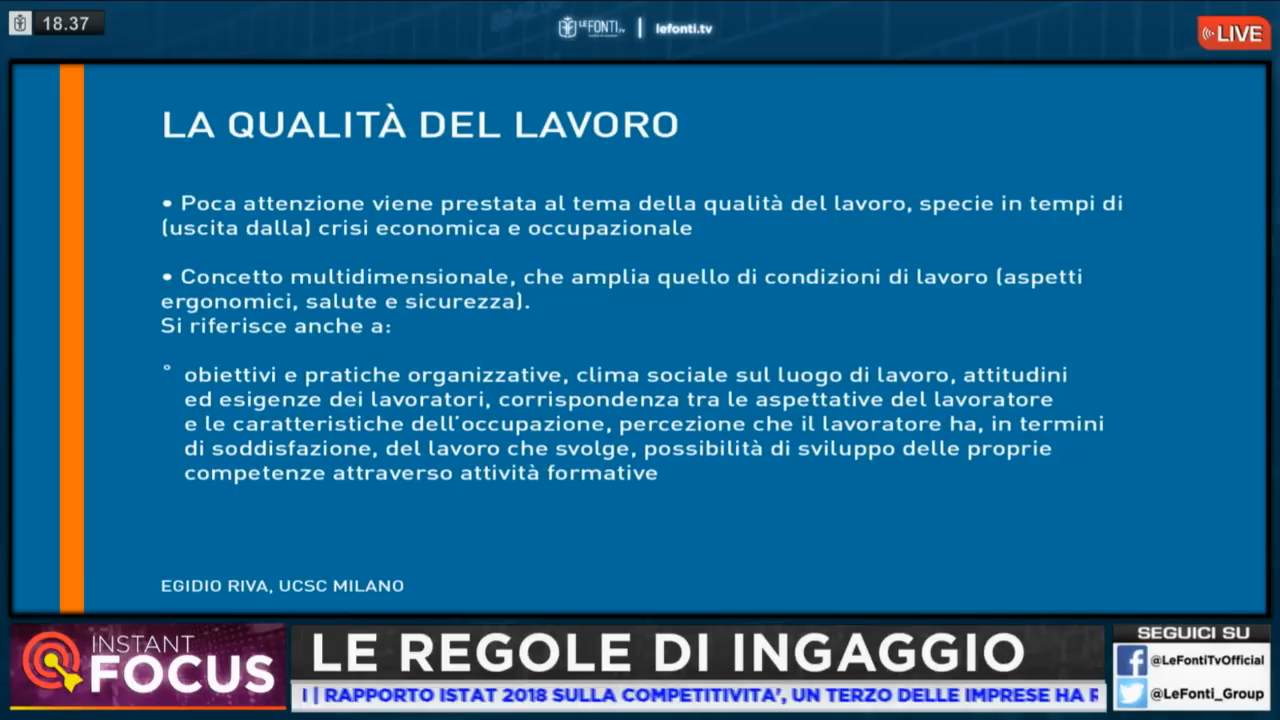 18.37
LE FONTI TV
lefonti.tv
LIVE
LA QUALITÀ DEL LAVORO
• Poca attenzione viene prestata al tema della qualità del lavoro, specie in tempi di
(uscita dalla) crisi economica e occupazionale
• Concetto multidimensionale, che amplia quello di condizioni di lavoro (aspetti
ergonomici, salute e sicurezza).
Si riferisce anche a:
° obiettivi e pratiche organizzative, clima sociale sul luogo di lavoro, attitudini
ed esigenze dei lavoratori, corrispondenza tra le aspettative del lavoratore
e le caratteristiche dell'occupazione, percezione che il lavoratore ha, in termini
di soddisfazione, del lavoro che svolge, possibilità di sviluppo delle proprie
competenze attraverso attività formative
EGIDIO RIVA, UCSC MILANO
INSTANT
FOCUS
LE REGOLE DI INGAGGIO
| RAPPORTO ISTAT 2018 SULLA COMPETITIVITA', UN TERZO DELLE IMPRESE HA
SEGUICI SU
@LeFontiTvOfficial
@LeFonti_Group